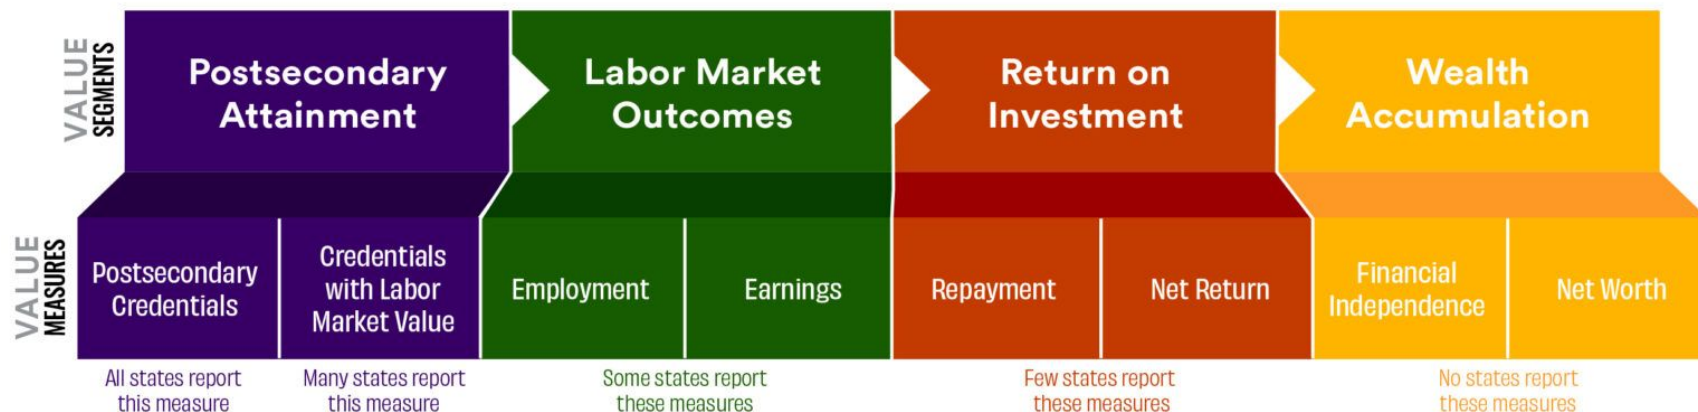 VALUE
SEGMENTS
Postsecondary
Attainment
Labor Market
Outcomes
Return on
Investment
Wealth
Accumulation
VALUE
MEASURES
Postsecondary
Credentials
Credentials
with Labor
Market Value
Employment
Earnings
Repayment
Net Return
Financial
Independence
Net Worth
All states report
this measure
Many states report
this measure
Some states report
these measures
Few states report
these measures
No states report
these measures